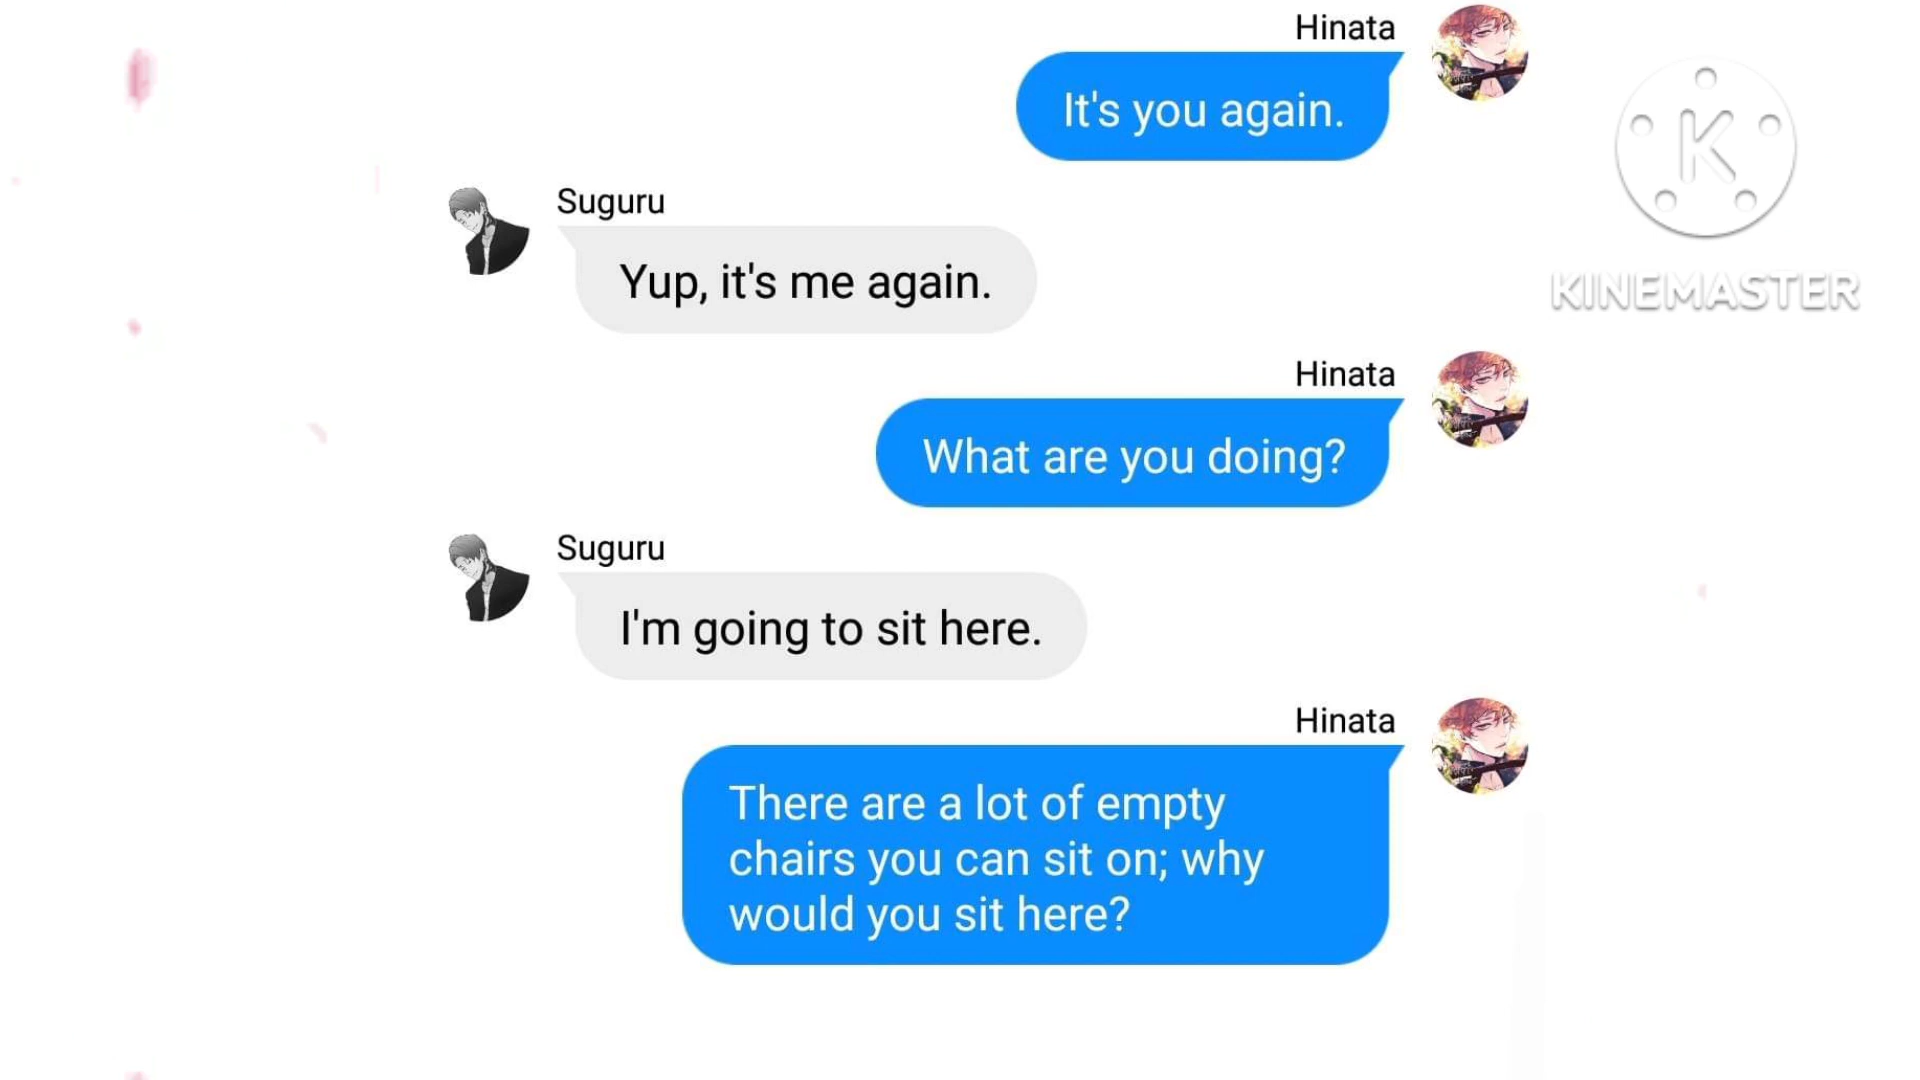 Hinata
It's you again.
K
KINEMASTER
Suguru
Yup, it's me again.
Hinata
What are you doing?
Suguru
I'm going to sit here.
Hinata
There are a lot of empty
chairs you can sit on; why
would you sit here?